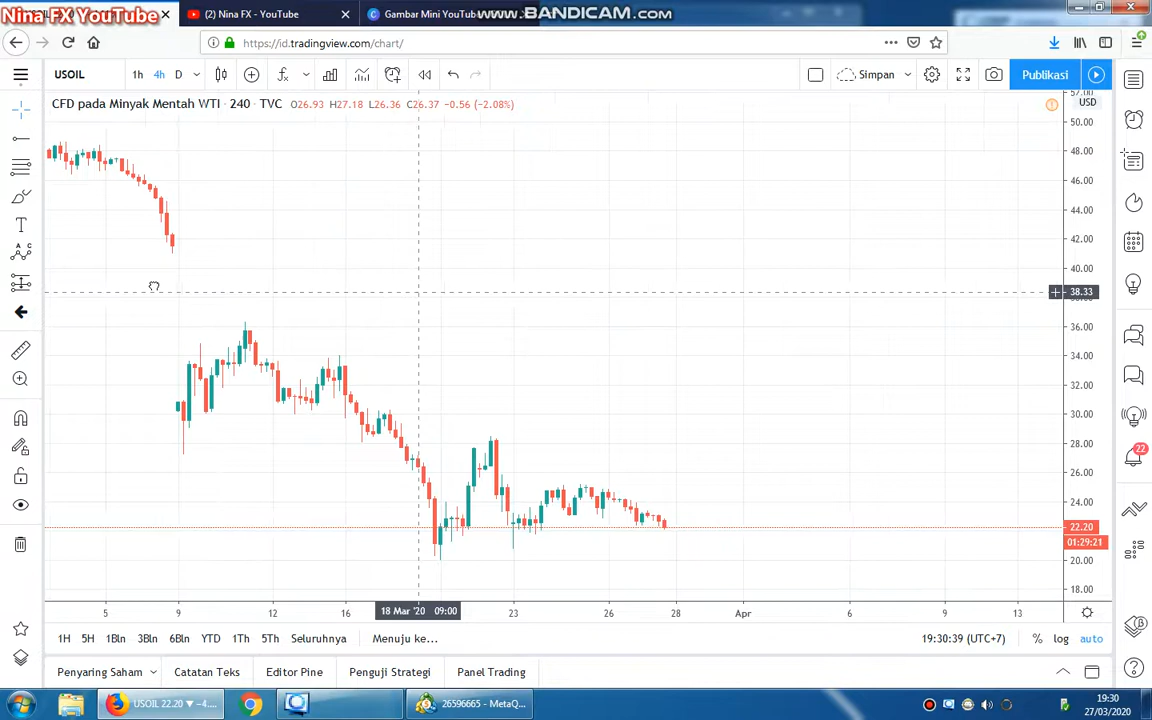 Nina FX YouTube
(2) Nina FX - YouTube
Gambar Mini YouTu
WWW.BANDICAM.COM
https://id.tradingview.com/chart/
USOIL
1h
4h
D
Simpan
Publikasi
CFD pada Minyak Mentah WTI · 240 · TVC
O26.93 H27.18 L26.36 C26.37 -0.56 (-2.08%)
USD
57.00
50.00
48.00
46.00
44.00
42.00
40.00
38.33
36.00
34.00
32.00
30.00
28.00
26.00
24.00
22.20
01:29:21
20.00
18.00
22
5
9
12
16
18 Mar '20 09:00
23
26
28
Apr
6
9
13
1H
5H
1Bln
3Bln
6Bln
YTD
1Th
5Th
Seluruhnya
Menuju ke...
19:30:39 (UTC+7)
%
log
auto
Penyaring Saham
Catatan Teks
Editor Pine
Penguji Strategi
Panel Trading
USOIL 22.20 ▼ −4....
26596665 - MetaQ...
19:30
27/03/2020